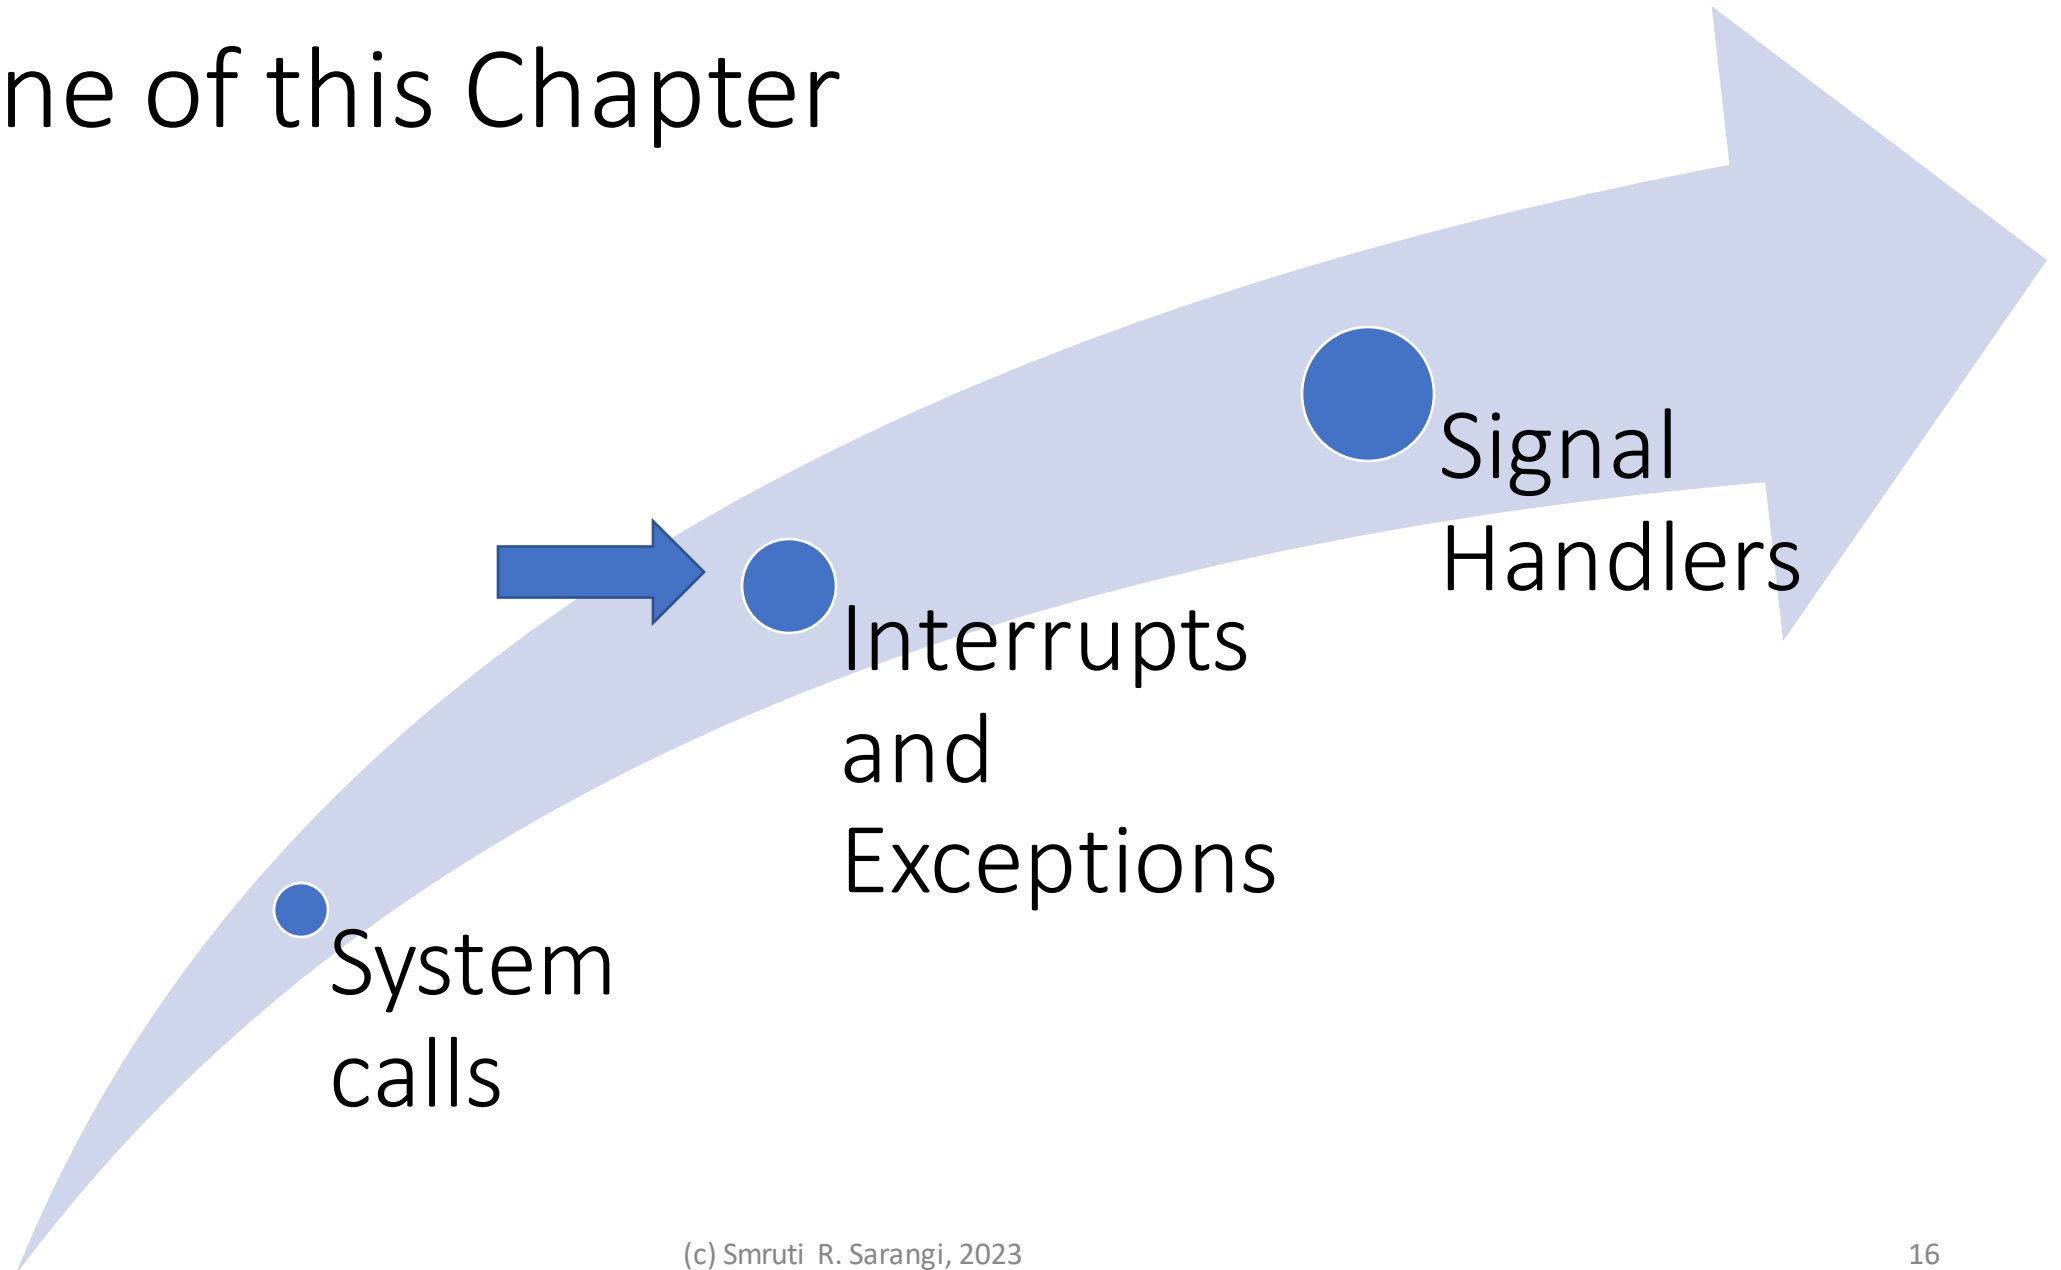 ne of this Chapter
Signal
Handlers
Interrupts
and
Exceptions
System
calls
(c) Smruti R. Sarangi, 2023
16